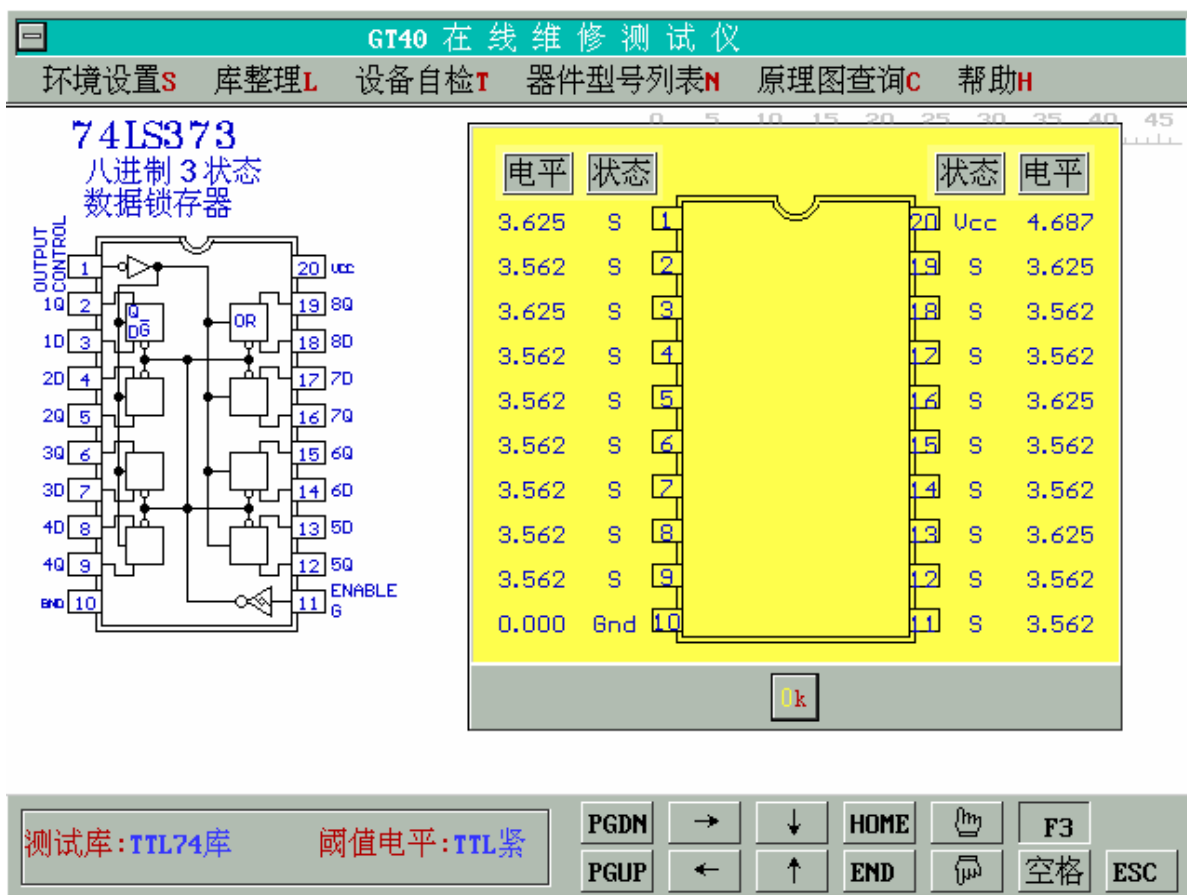 GT40 在线维修测试仪
环境设置S 库整理L 设备自检T 器件型号列表N 原理图查询C 帮助H
0 5 10 15 20 25 30 35 40 45
74LS373
八进制3状态
数据锁存器
OUTPUT
CONTROL
1 20 VCC
1Q 2 19 8Q
1D 3 18 8D
2D 4 17 7D
2Q 5 16 7Q
3Q 6 15 6Q
3D 7 14 6D
4D 8 13 5D
4Q 9 12 5Q
GND 10 11 ENABLE
G
Q
DG̅
OR
电平 状态 状态 电平
3.625 S 1 20 Vcc 4.687
3.562 S 2 19 S 3.625
3.625 S 3 18 S 3.562
3.562 S 4 17 S 3.562
3.562 S 5 16 S 3.625
3.562 S 6 15 S 3.562
3.562 S 7 14 S 3.562
3.562 S 8 13 S 3.625
3.562 S 9 12 S 3.562
0.000 Gnd 10 11 S 3.562
Ok
测试库:TTL74库 阈值电平:TTL紧
PGDN → ↓ HOME F3
PGUP ← ↑ END 空格 ESC